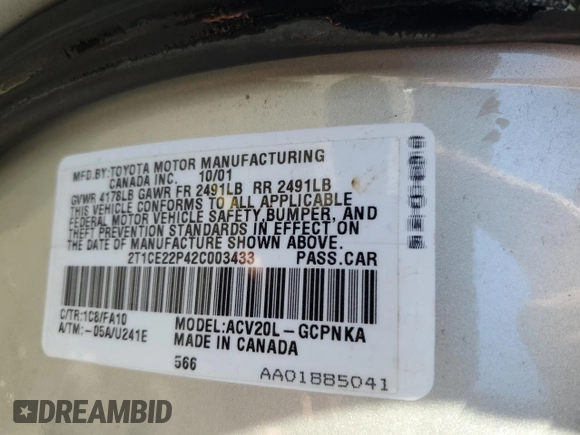 MFD.BY:TOYOTA MOTOR MANUFACTURING
CANADA INC. 10/01
GVWR 4178LB GAWR FR 2491LB RR 2491LB
THIS VEHICLE CONFORMS TO ALL APPLICABLE
FEDERAL MOTOR VEHICLE SAFETY,BUMPER, AND
THEFT PREVENTION STANDARDS IN EFFECT ON
THE DATE OF MANUFACTURE SHOWN ABOVE.
2T1CE22P42C003433 PASS.CAR
C/TR:1C8/FA10 MODEL:ACV20L-GCPNKA
A/TM:-05A/U241E MADE IN CANADA
566
AA01885041
DREAMBID